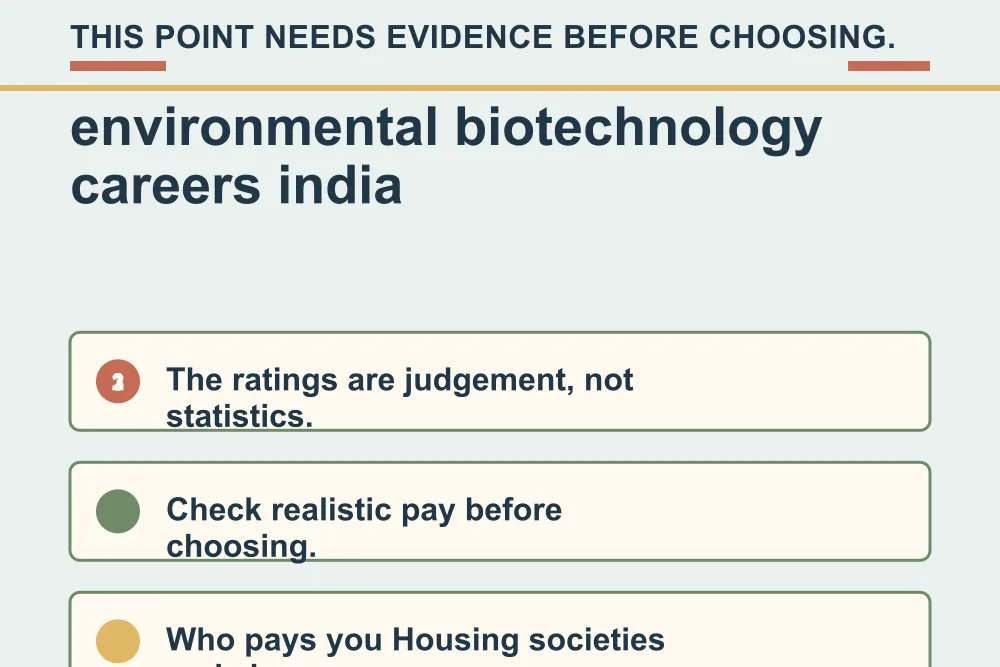 THIS POINT NEEDS EVIDENCE BEFORE CHOOSING.
environmental biotechnology
careers india
The ratings are judgement, not
statistics.
Check realistic pay before
choosing.
Who pays you Housing societies